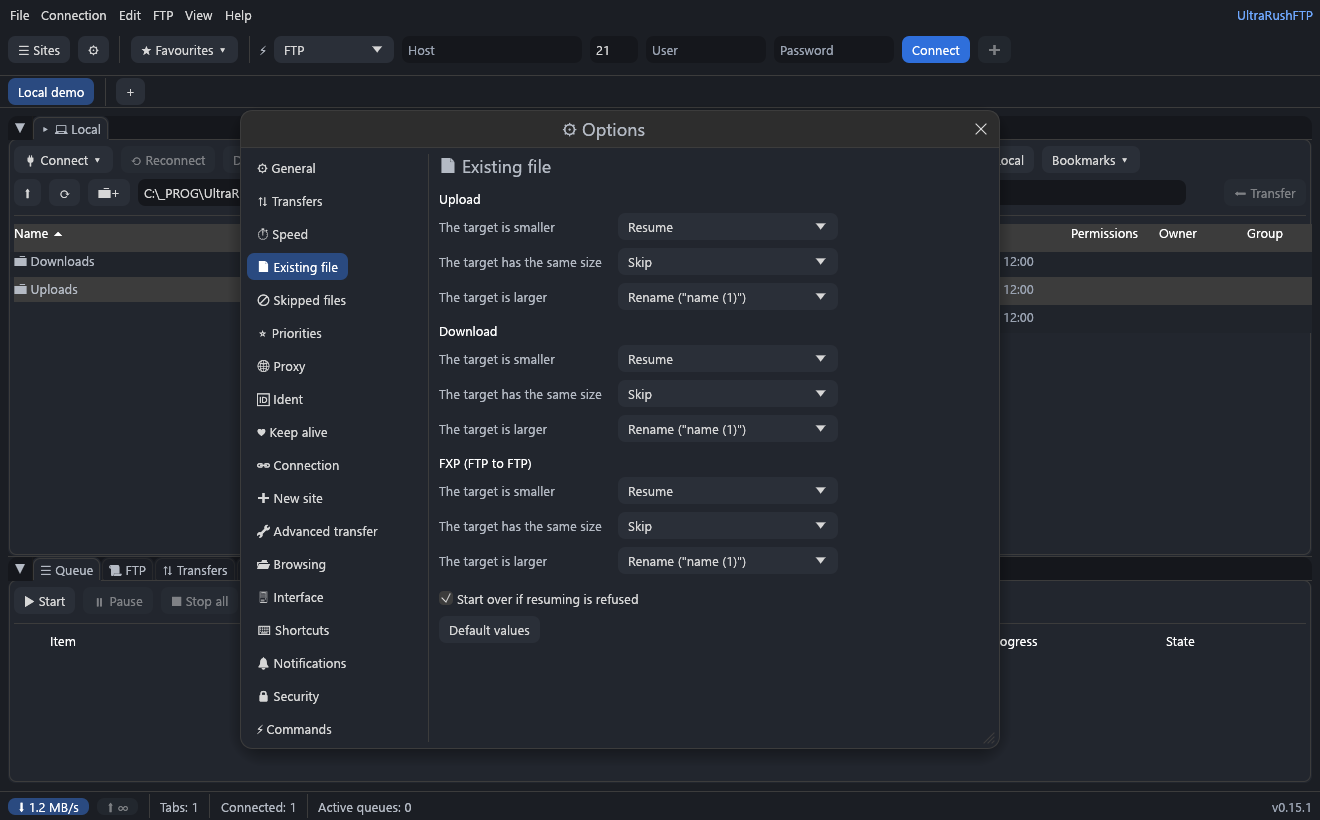 File Connection Edit FTP View Help UltraRushFTP
Sites Favourites FTP Host 21 User Password Connect +
Local demo +
Local
Options
Connect Reconnect D ocal Bookmarks
C:\_PROG\UltraR Transfer
Name Permissions Owner Group
Downloads 12:00
Uploads 12:00
12:00
General
Transfers
Speed
Existing file
Skipped files
Priorities
Proxy
Ident
Keep alive
Connection
New site
Advanced transfer
Browsing
Interface
Shortcuts
Notifications
Security
Commands
Existing file
Upload
The target is smaller Resume
The target has the same size Skip
The target is larger Rename ("name (1)")
Download
The target is smaller Resume
The target has the same size Skip
The target is larger Rename ("name (1)")
FXP (FTP to FTP)
The target is smaller Resume
The target has the same size Skip
The target is larger Rename ("name (1)")
Start over if resuming is refused
Default values
Queue FTP Transfers
Start Pause Stop all
Item ogress State
1.2 MB/s ∞ Tabs: 1 Connected: 1 Active queues: 0 v0.15.1